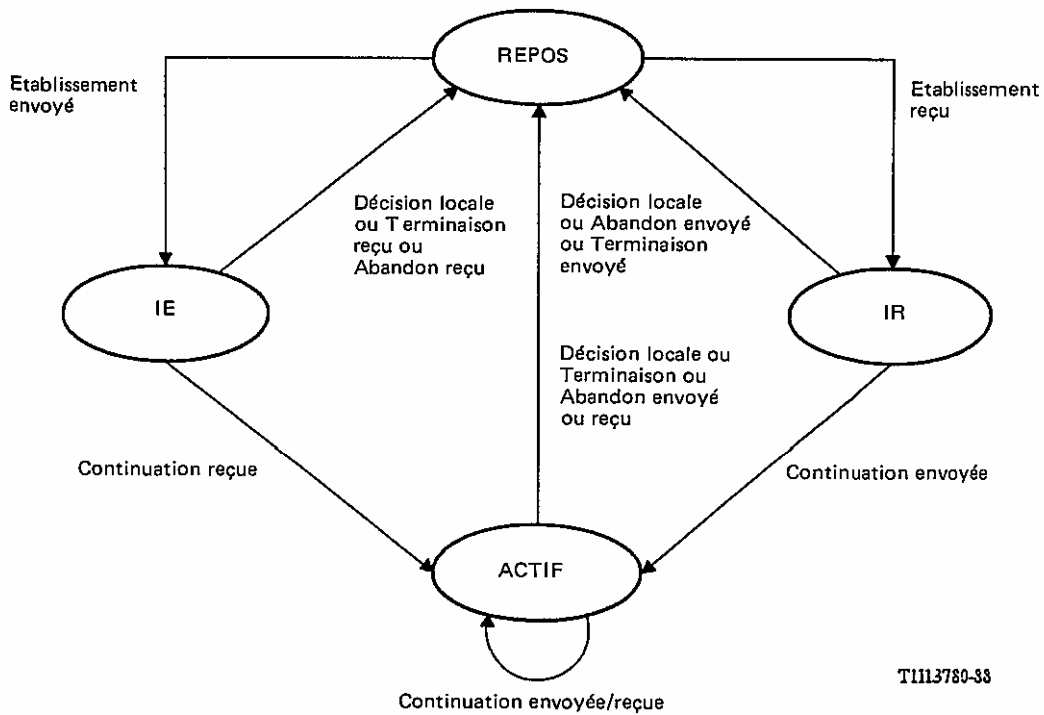 REPOS
Etablissement
envoyé
Etablissement
reçu
Décision locale
ou Terminaison
reçu ou
Abandon reçu
Décision locale
ou Abandon envoyé
ou Terminaison
envoyé
IE
IR
Décision locale ou
Terminaison ou
Abandon envoyé
ou reçu
Continuation reçue
Continuation envoyée
ACTIF
Continuation envoyée/reçue
T1113780-88